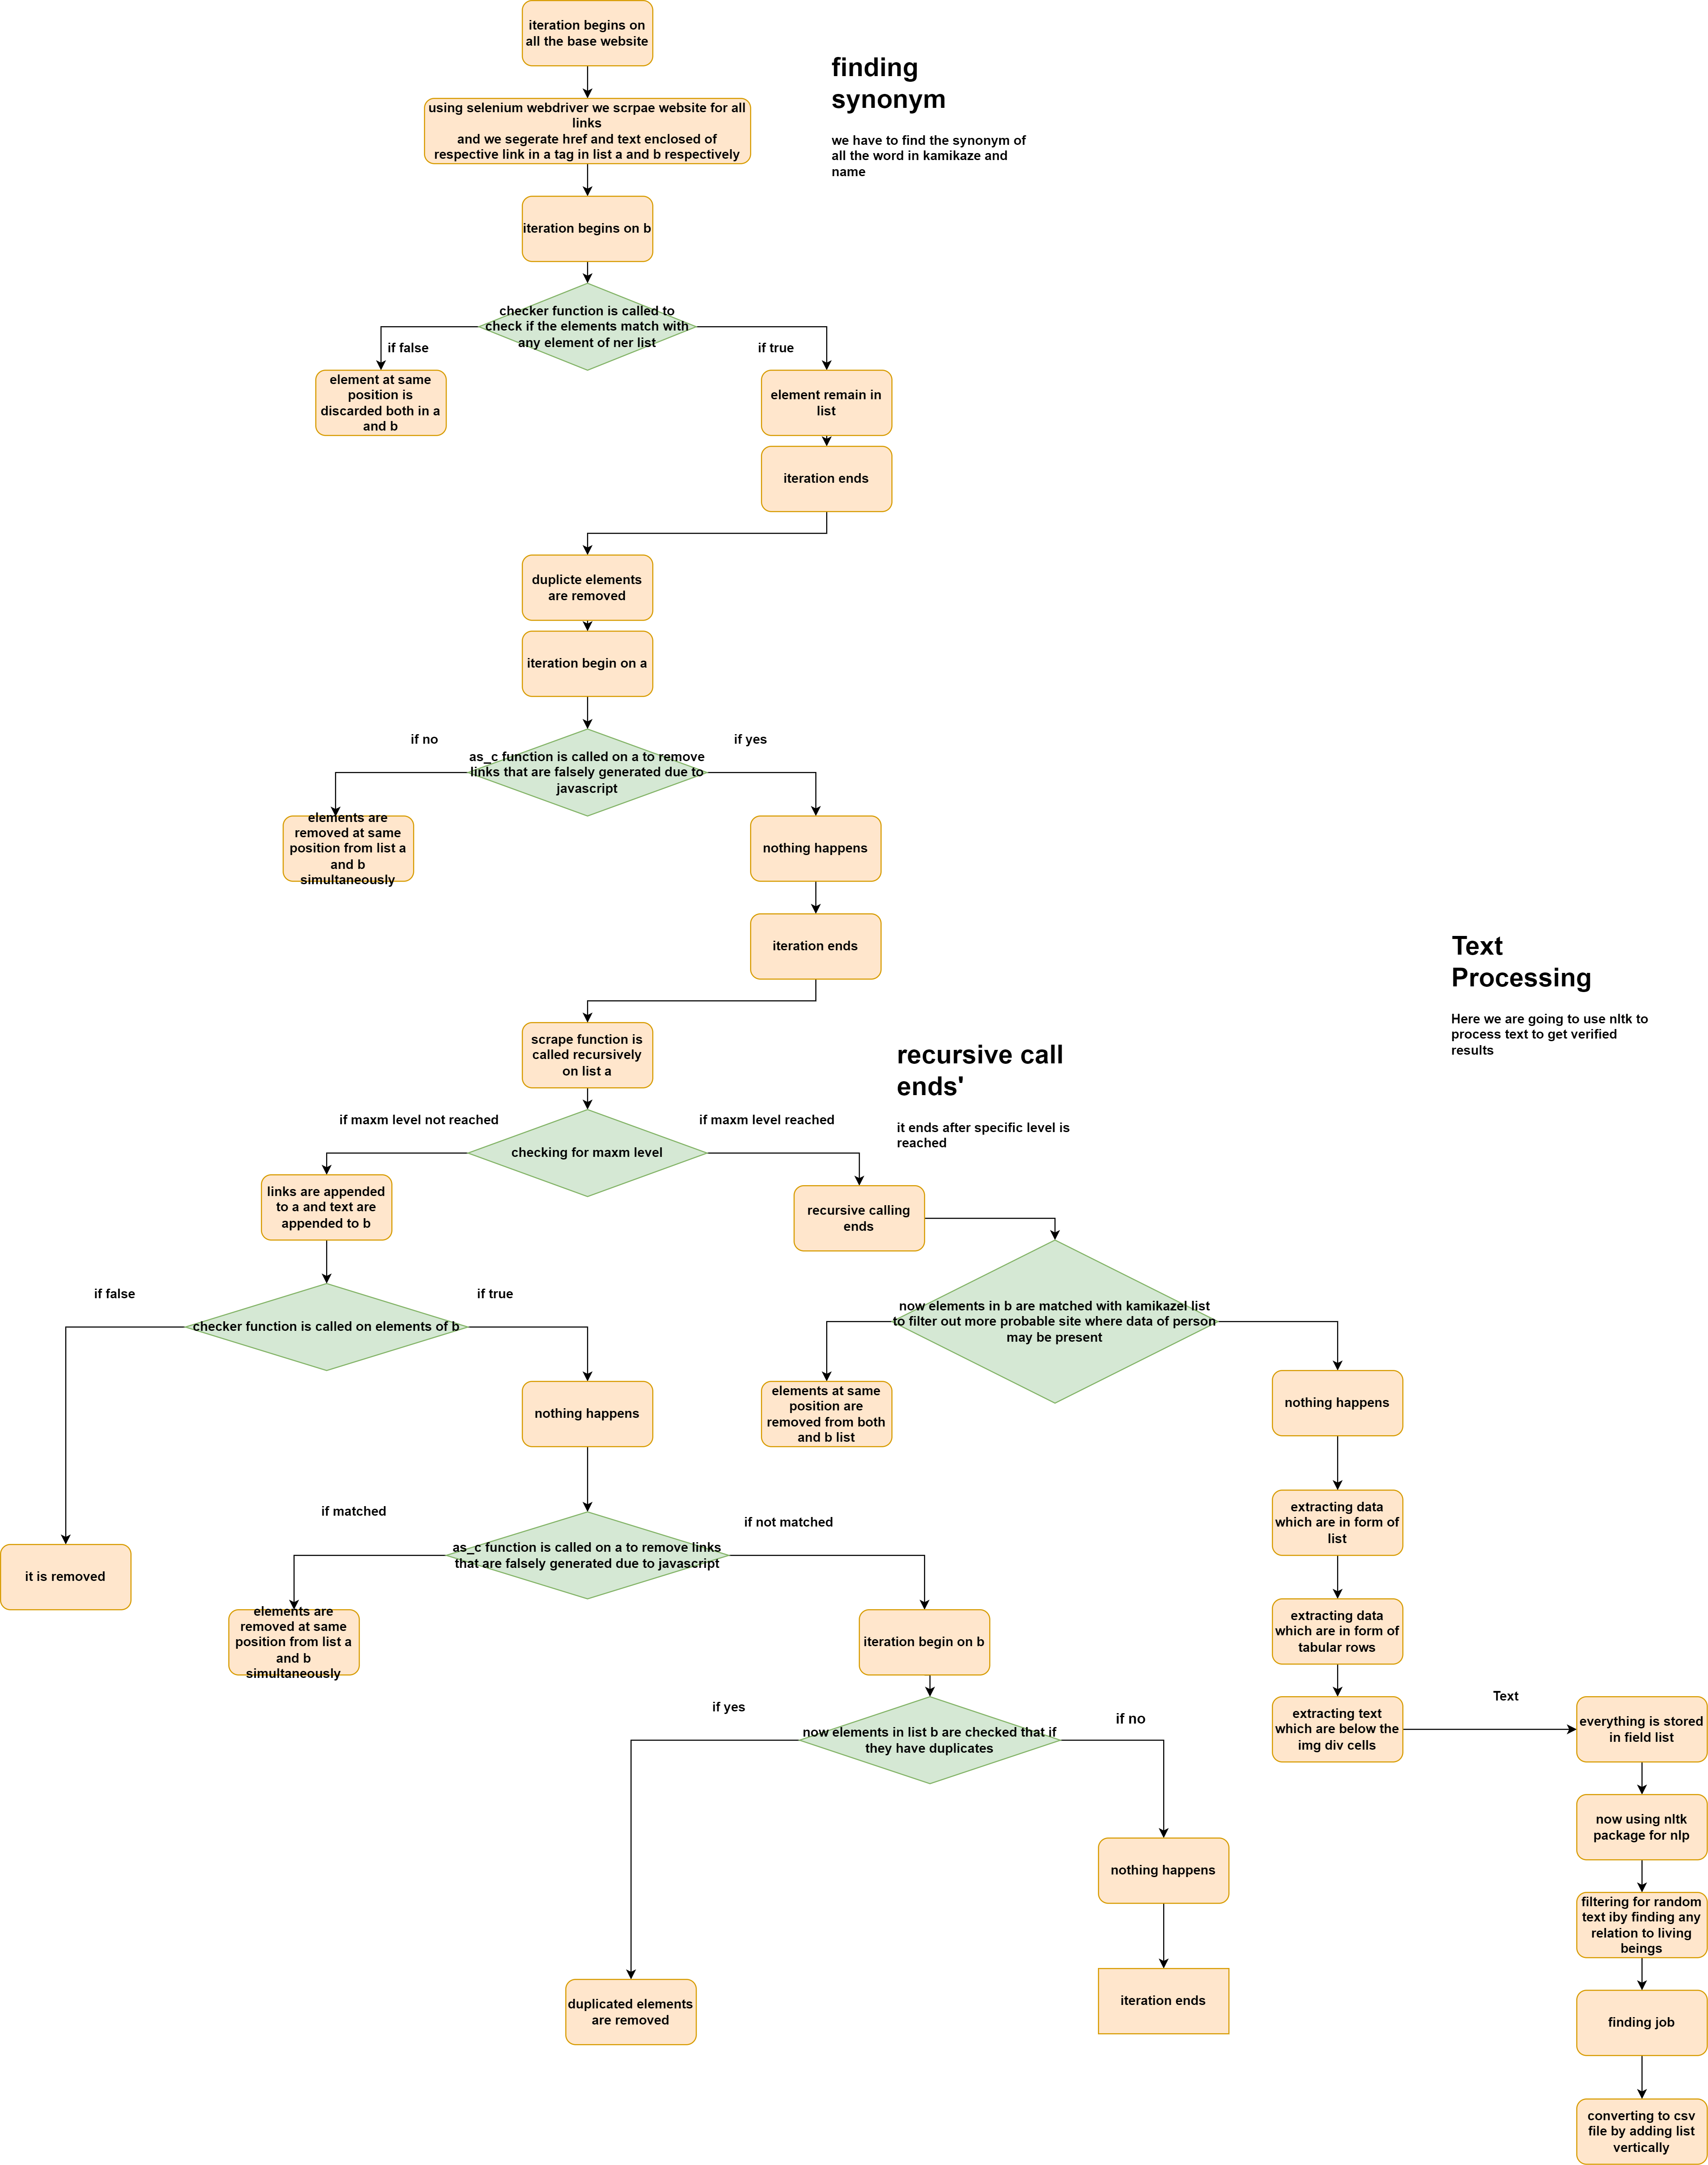 iteration begins on
all the base website
finding
synonym
we have to find the synonym of
all the word in kamikaze and
name
using selenium webdriver we scrpae website for all
links
and we segerate href and text enclosed of
respective link in a tag in list a and b respectively
iteration begins on b
checker function is called to
check if the elements match with
any element of ner list
if false
if true
element at same
position is
discarded both in a
and b
element remain in
list
iteration ends
duplicte elements
are removed
iteration begin on a
if no
if yes
as_c function is called on a to remove
links that are falsely generated due to
javascript
elements are
removed at same
position from list a
and b
simultaneously
nothing happens
iteration ends
Text
Processing
Here we are going to use nltk to
process text to get verified
results
scrape function is
called recursively
on list a
recursive call
ends'
it ends after specific level is
reached
if maxm level not reached
if maxm level reached
checking for maxm level
links are appended
to a and text are
appended to b
recursive calling
ends
if false
if true
checker function is called on elements of b
now elements in b are matched with kamikazel list
to filter out more probable site where data of person
may be present
nothing happens
elements at same
position are
removed from both
and b list
nothing happens
if matched
if not matched
as_c function is called on a to remove links
that are falsely generated due to javascript
extracting data
which are in form of
list
it is removed
elements are
removed at same
position from list a
and b
simultaneously
iteration begin on b
extracting data
which are in form of
tabular rows
if yes
if no
now elements in list b are checked that if
they have duplicates
extracting text
which are below the
img div cells
Text
everything is stored
in field list
now using nltk
package for nlp
nothing happens
filtering for random
text iby finding any
relation to living
beings
duplicated elements
are removed
iteration ends
finding job
converting to csv
file by adding list
vertically